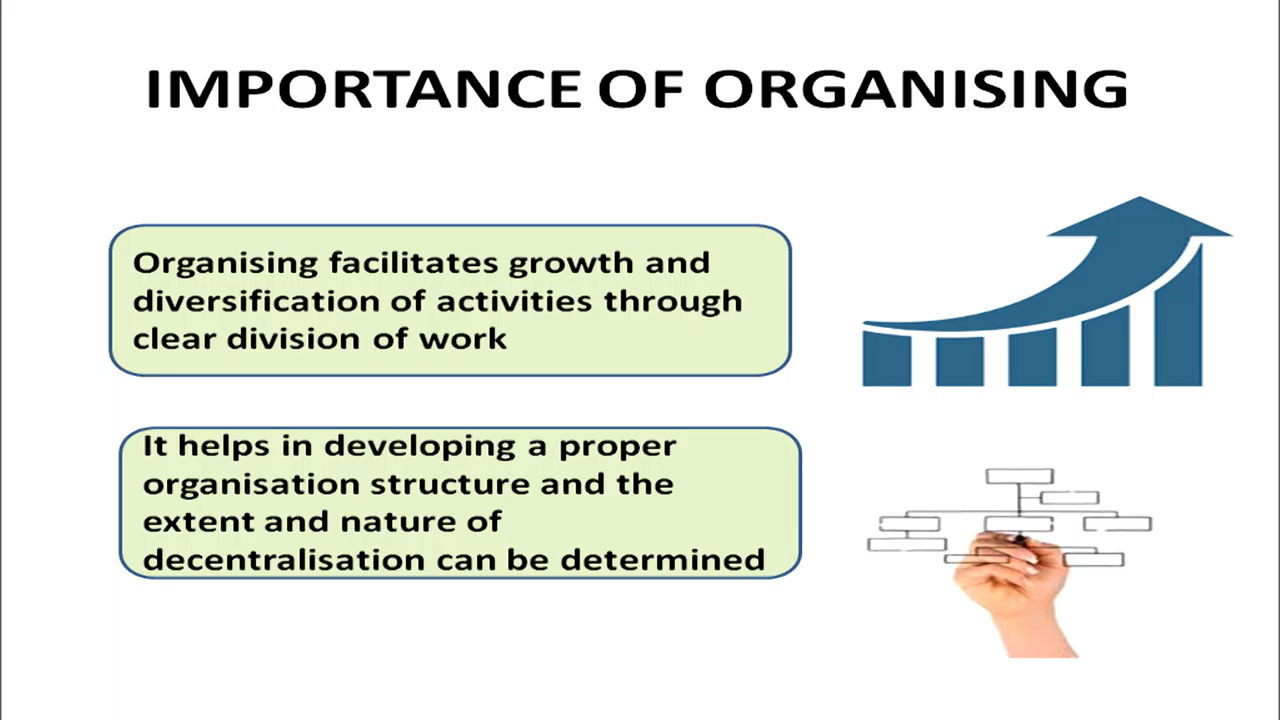 IMPORTANCE OF ORGANISING
Organising facilitates growth and
diversification of activities through
clear division of work
It helps in developing a proper
organisation structure and the
extent and nature of
decentralisation can be determined